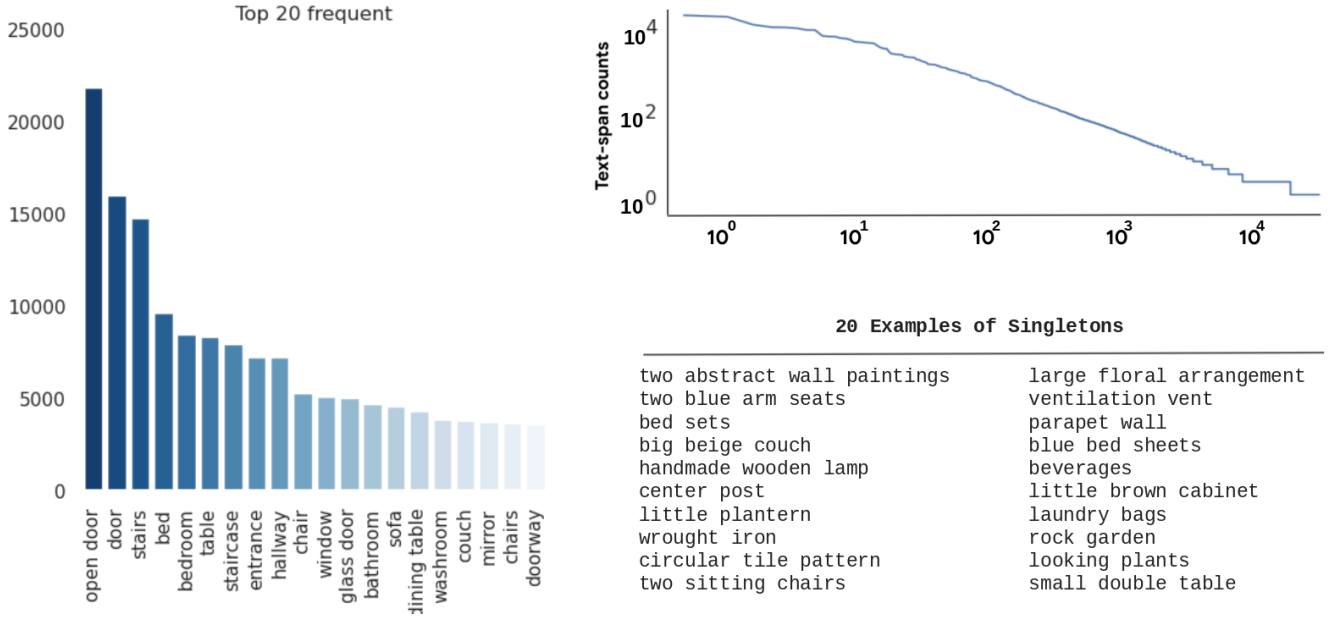 Top 20 frequent
25000
20000
15000
10000
5000
0
open door
door
stairs
bed
bedroom
table
staircase
entrance
hallway
chair
window
glass door
bathroom
sofa
dining table
washroom
couch
mirror
chairs
doorway
Text-span counts
10^4
10^2
10^0
10^0
10^1
10^2
10^3
10^4
20 Examples of Singletons
two abstract wall paintings
two blue arm seats
bed sets
big beige couch
handmade wooden lamp
center post
little plantern
wrought iron
circular tile pattern
two sitting chairs
large floral arrangement
ventilation vent
parapet wall
blue bed sheets
beverages
little brown cabinet
laundry bags
rock garden
looking plants
small double table